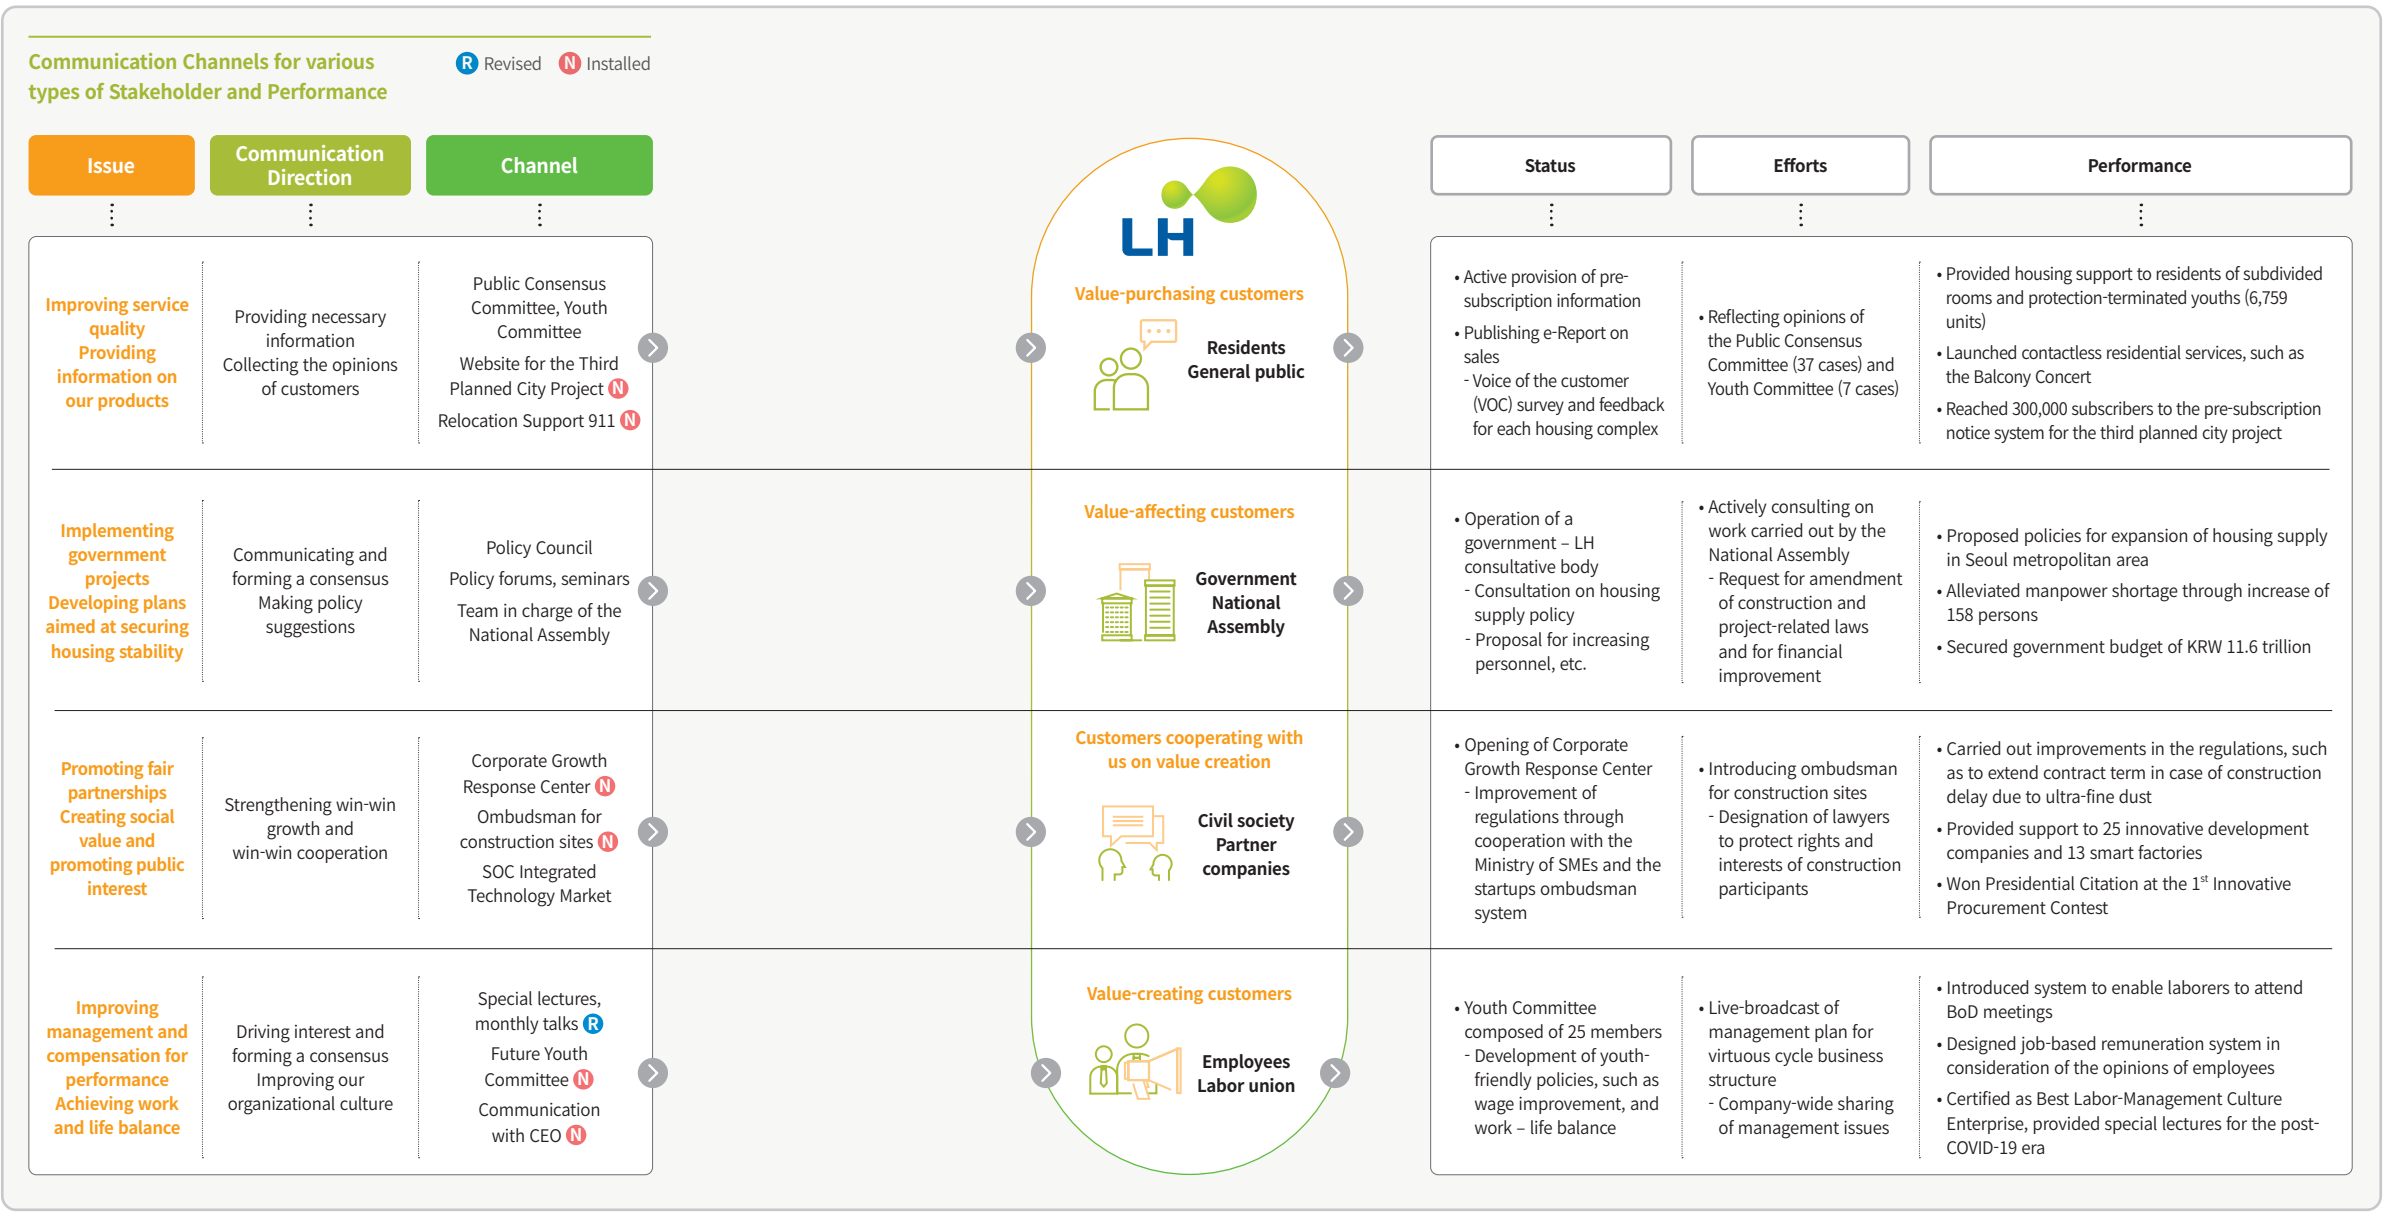 Communication Channels for various
types of Stakeholder and Performance
R Revised N Installed
Issue
Communication
Direction
Channel
LH
Status
Efforts
Performance
Improving service
quality
Providing
information on
our products
Providing necessary
information
Collecting the opinions
of customers
Public Consensus
Committee, Youth
Committee
Website for the Third
Planned City Project N
Relocation Support 911 N
Value-purchasing customers
Residents
General public
• Active provision of pre-
subscription information
• Publishing e-Report on
sales
- Voice of the customer
(VOC) survey and feedback
for each housing complex
• Reflecting opinions of
the Public Consensus
Committee (37 cases) and
Youth Committee (7 cases)
• Provided housing support to residents of subdivided
rooms and protection-terminated youths (6,759
units)
• Launched contactless residential services, such as
the Balcony Concert
• Reached 300,000 subscribers to the pre-subscription
notice system for the third planned city project
Implementing
government
projects
Developing plans
aimed at securing
housing stability
Communicating and
forming a consensus
Making policy
suggestions
Policy Council
Policy forums, seminars
Team in charge of the
National Assembly
Value-affecting customers
Government
National
Assembly
• Operation of a
government – LH
consultative body
- Consultation on housing
supply policy
- Proposal for increasing
personnel, etc.
• Actively consulting on
work carried out by the
National Assembly
- Request for amendment
of construction and
project-related laws
and for financial
improvement
• Proposed policies for expansion of housing supply
in Seoul metropolitan area
• Alleviated manpower shortage through increase of
158 persons
• Secured government budget of KRW 11.6 trillion
Promoting fair
partnerships
Creating social
value and
promoting public
interest
Strengthening win-win
growth and
win-win cooperation
Corporate Growth
Response Center N
Ombudsman for
construction sites N
SOC Integrated
Technology Market
Customers cooperating with
us on value creation
Civil society
Partner
companies
• Opening of Corporate
Growth Response Center
- Improvement of
regulations through
cooperation with the
Ministry of SMEs and the
startups ombudsman
system
• Introducing ombudsman
for construction sites
- Designation of lawyers
to protect rights and
interests of construction
participants
• Carried out improvements in the regulations, such
as to extend contract term in case of construction
delay due to ultra-fine dust
• Provided support to 25 innovative development
companies and 13 smart factories
• Won Presidential Citation at the 1st Innovative
Procurement Contest
Improving
management and
compensation for
performance
Achieving work
and life balance
Driving interest and
forming a consensus
Improving our
organizational culture
Special lectures,
monthly talks R
Future Youth
Committee N
Communication
with CEO N
Value-creating customers
Employees
Labor union
• Youth Committee
composed of 25 members
- Development of youth-
friendly policies, such as
wage improvement, and
work – life balance
• Live-broadcast of
management plan for
virtuous cycle business
structure
- Company-wide sharing
of management issues
• Introduced system to enable laborers to attend
BoD meetings
• Designed job-based remuneration system in
consideration of the opinions of employees
• Certified as Best Labor-Management Culture
Enterprise, provided special lectures for the post-
COVID-19 era